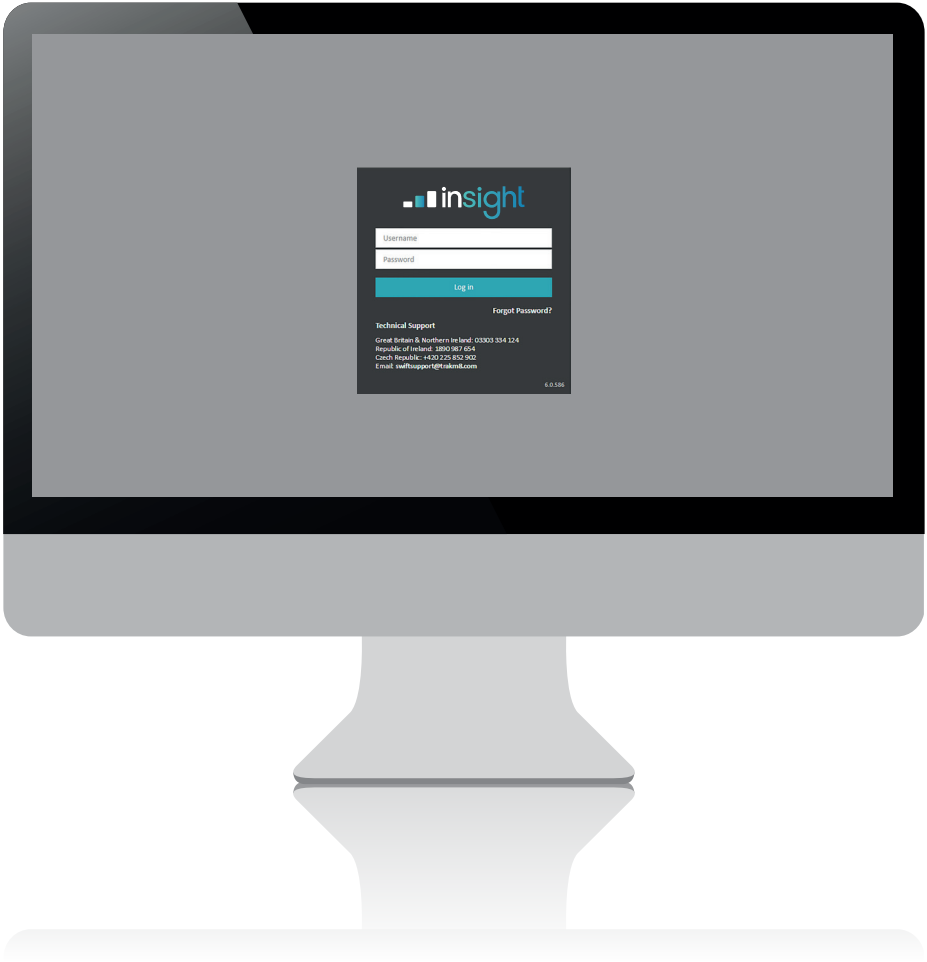 insight
Username
Password
Log in
Forgot Password?
Technical Support
Great Britain & Northern Ireland: 03303 334 124
Republic of Ireland: 1890 987 654
Czech Republic: +420 225 852 902
Email: swiftsupport@trakm8.com
6.0.586